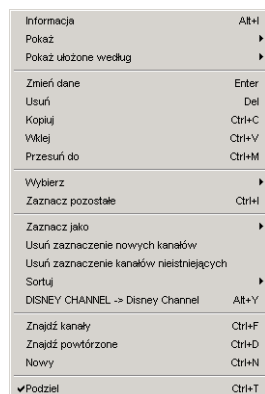 Informacja Alt+I
Pokaż
Pokaż ułożone według
Zmień dane Enter
Usuń Del
Kopiuj Ctrl+C
Wklej Ctrl+V
Przesuń do Ctrl+M
Wybierz
Zaznacz pozostałe Ctrl+I
Zaznacz jako
Usuń zaznaczenie nowych kanałów
Usuń zaznaczenie kanałów nieistniejących
Sortuj
DISNEY CHANNEL -> Disney Channel Alt+Y
Znajdź kanały Ctrl+F
Znajdź powtórzone Ctrl+D
Nowy Ctrl+N
Podziel Ctrl+T